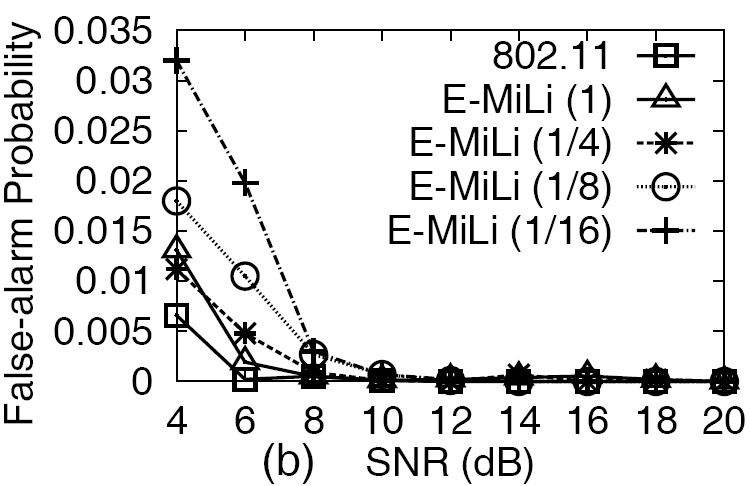 False-alarm Probability
0.035
0.03
0.025
0.02
0.015
0.01
0.005
0
802.11
E-MiLi (1)
E-MiLi (1/4)
E-MiLi (1/8)
E-MiLi (1/16)
4 6 8 10 12 14 16 18 20
(b) SNR (dB)